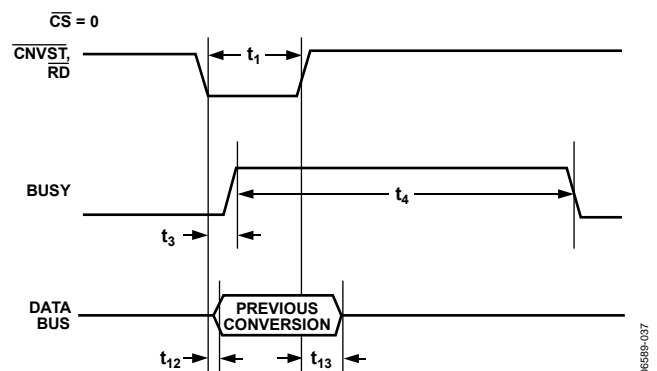 CS = 0
CNVST,
RD
t1
BUSY
t4
t3
DATA
BUS
PREVIOUS
CONVERSION
t12
t13
06589-037